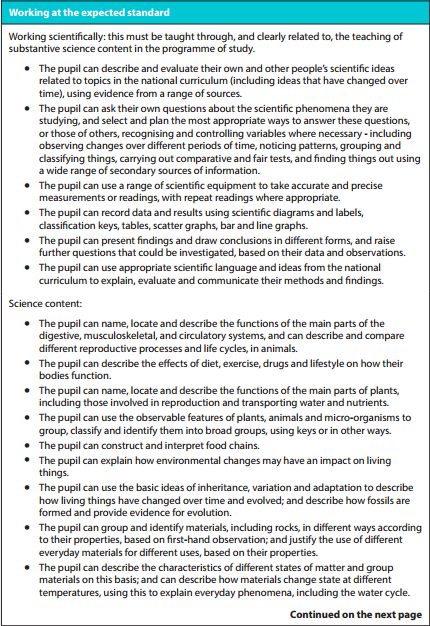 Working at the expected standard
Working scientifically: this must be taught through, and clearly related to, the teaching of
substantive science content in the programme of study.
• The pupil can describe and evaluate their own and other people's scientific ideas
related to topics in the national curriculum (including ideas that have changed over
time), using evidence from a range of sources.
• The pupil can ask their own questions about the scientific phenomena they are
studying, and select and plan the most appropriate ways to answer these questions,
or those of others, recognising and controlling variables where necessary - including
observing changes over different periods of time, noticing patterns, grouping and
classifying things, carrying out comparative and fair tests, and finding things out using
a wide range of secondary sources of information.
• The pupil can use a range of scientific equipment to take accurate and precise
measurements or readings, with repeat readings where appropriate.
• The pupil can record data and results using scientific diagrams and labels,
classification keys, tables, scatter graphs, bar and line graphs.
• The pupil can present findings and draw conclusions in different forms, and raise
further questions that could be investigated, based on their data and observations.
• The pupil can use appropriate scientific language and ideas from the national
curriculum to explain, evaluate and communicate their methods and findings.
Science content:
• The pupil can name, locate and describe the functions of the main parts of the
digestive, musculoskeletal, and circulatory systems, and can describe and compare
different reproductive processes and life cycles, in animals.
• The pupil can describe the effects of diet, exercise, drugs and lifestyle on how their
bodies function.
• The pupil can name, locate and describe the functions of the main parts of plants,
including those involved in reproduction and transporting water and nutrients.
• The pupil can use the observable features of plants, animals and micro-organisms to
group, classify and identify them into broad groups, using keys or in other ways.
• The pupil can construct and interpret food chains.
• The pupil can explain how environmental changes may have an impact on living
things.
• The pupil can use the basic ideas of inheritance, variation and adaptation to describe
how living things have changed over time and evolved; and describe how fossils are
formed and provide evidence for evolution.
• The pupil can group and identify materials, including rocks, in different ways according
to their properties, based on first-hand observation; and justify the use of different
everyday materials for different uses, based on their properties.
• The pupil can describe the characteristics of different states of matter and group
materials on this basis; and can describe how materials change state at different
temperatures, using this to explain everyday phenomena, including the water cycle.
Continued on the next page